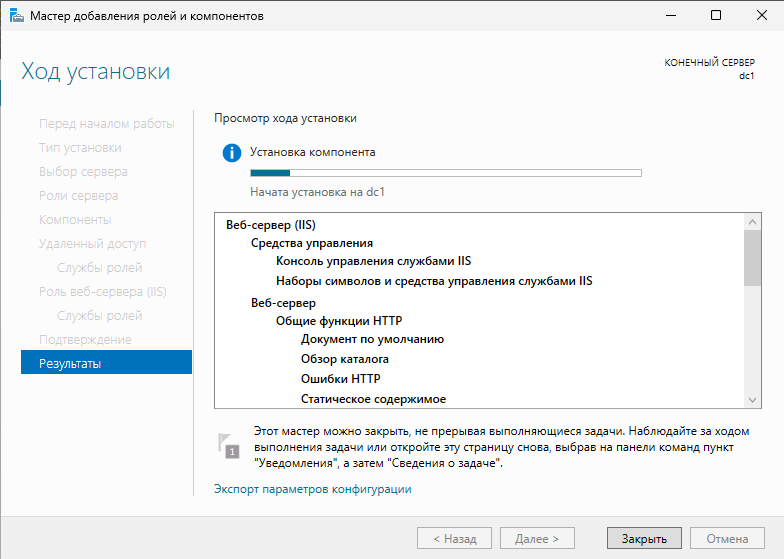 Мастер добавления ролей и компонентов
Ход установки
КОНЕЧНЫЙ СЕРВЕР
dc1
Перед началом работы
Тип установки
Выбор сервера
Роли сервера
Компоненты
Удаленный доступ
Службы ролей
Роль веб-сервера (IIS)
Службы ролей
Подтверждение
Результаты
Просмотр хода установки
Установка компонента
Начата установка на dc1
Веб-сервер (IIS)
Средства управления
Консоль управления службами IIS
Наборы символов и средства управления службами IIS
Веб-сервер
Общие функции HTTP
Документ по умолчанию
Обзор каталога
Ошибки HTTP
Статическое содержимое
1
Этот мастер можно закрыть, не прерывая выполняющиеся задачи. Наблюдайте за ходом
выполнения задачи или откройте эту страницу снова, выбрав на панели команд пункт
"Уведомления", а затем "Сведения о задаче".
Экспорт параметров конфигурации
< Назад
Далее >
Закрыть
Отмена